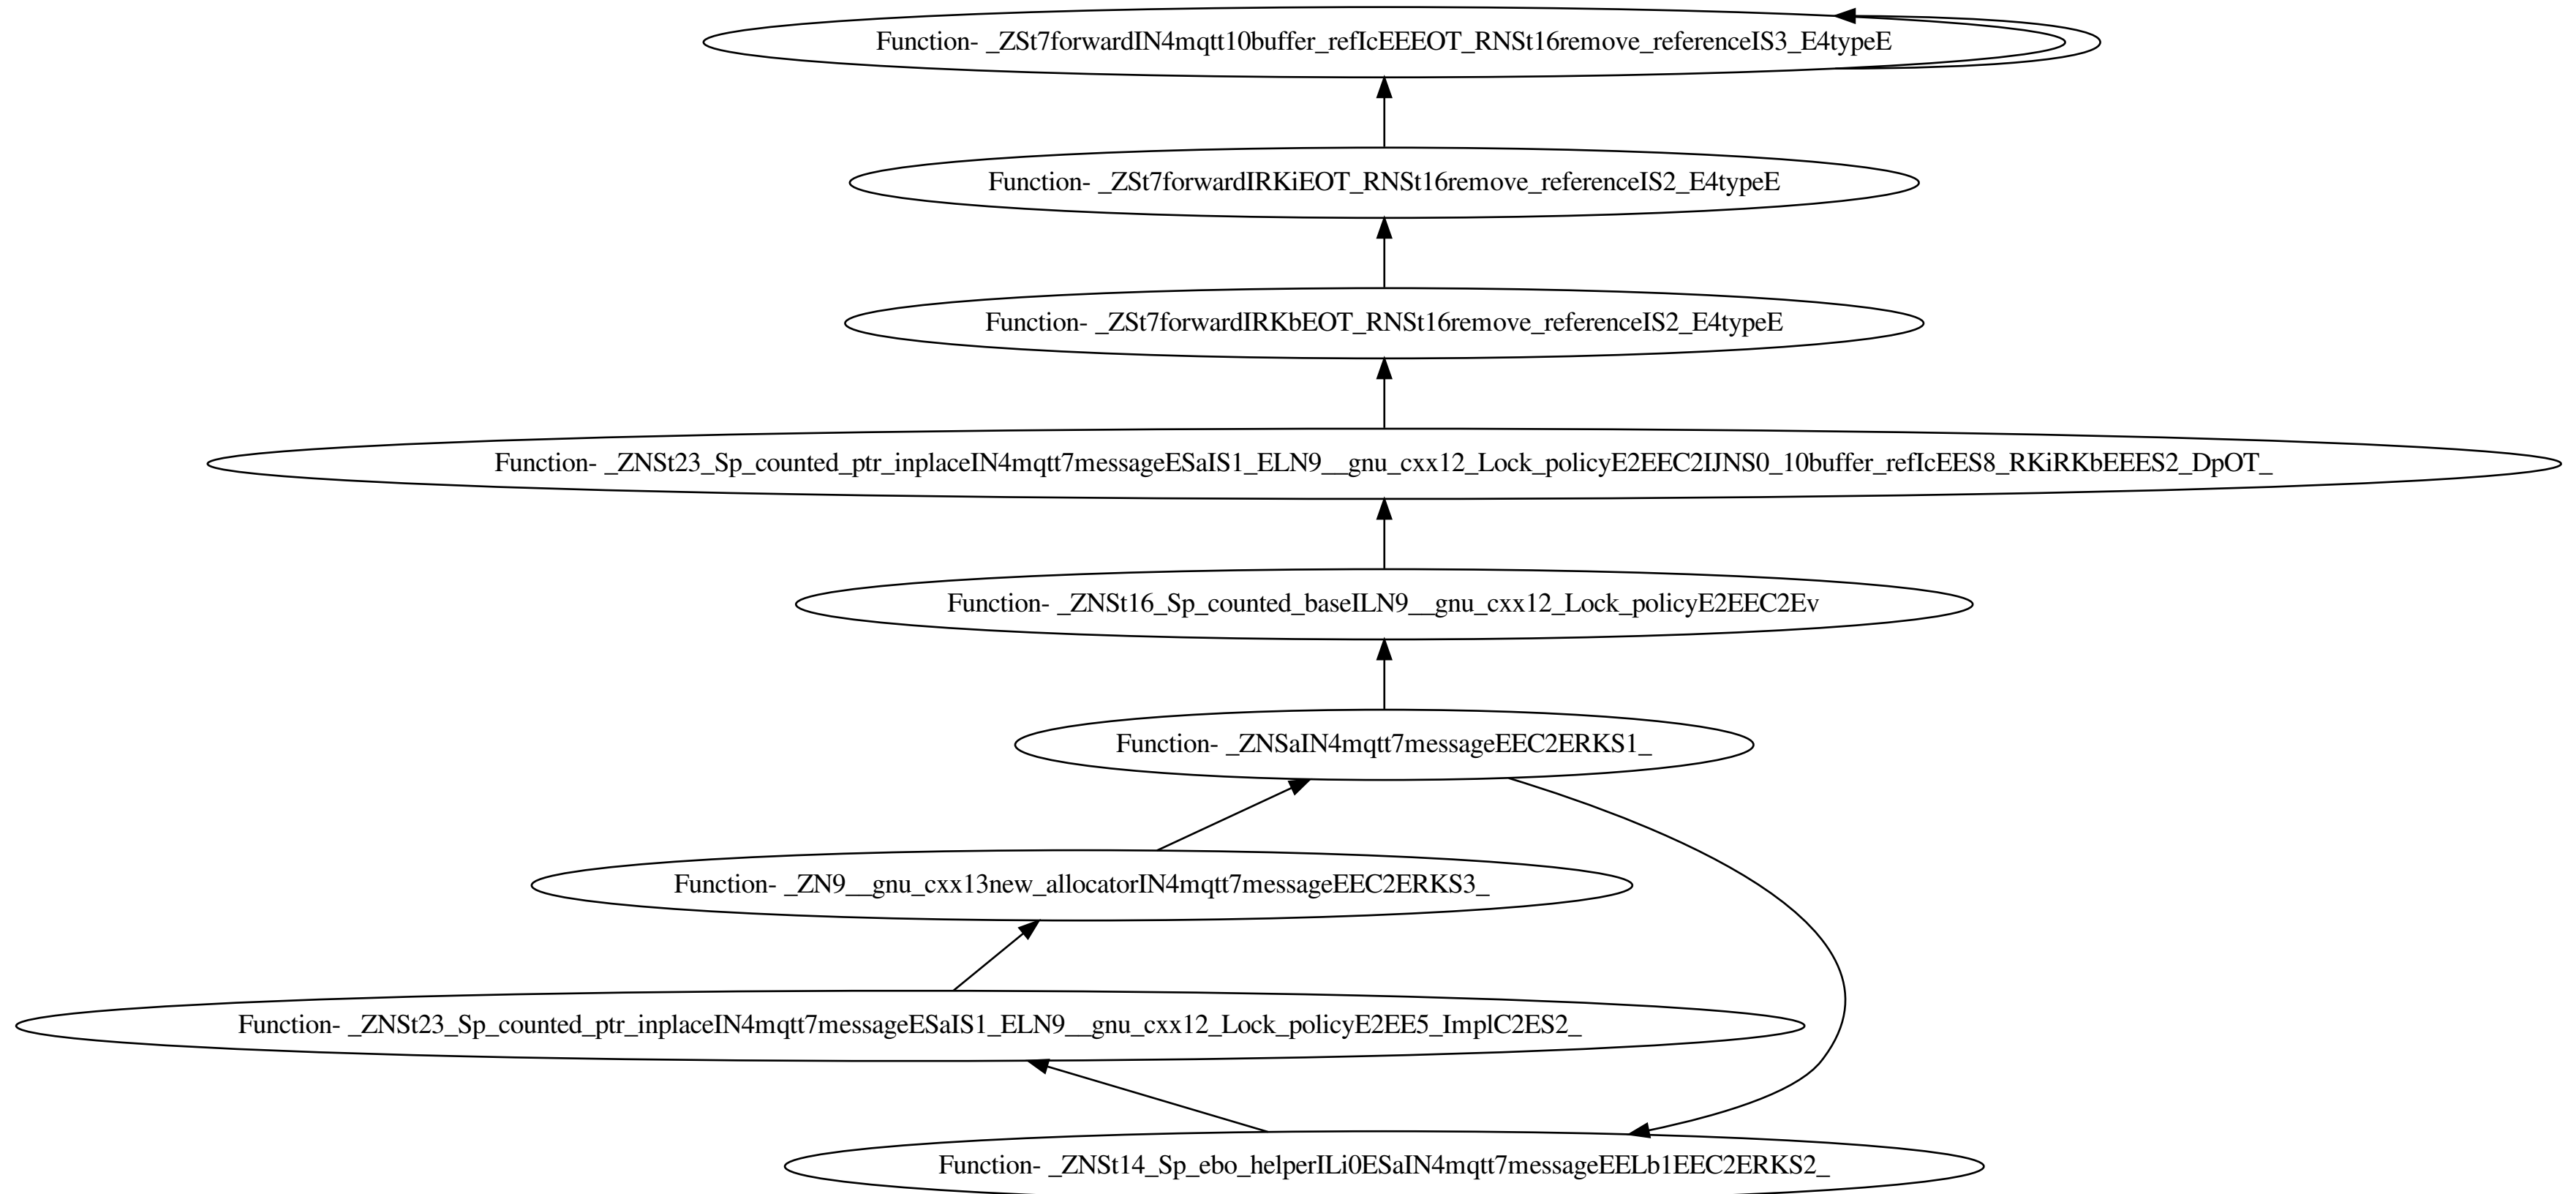 Function- _ZSt7forwardIN4mqtt10buffer_refIcEEEOT_RNSt16remove_referenceIS3_E4typeE
Function- _ZSt7forwardIRKiEOT_RNSt16remove_referenceIS2_E4typeE
Function- _ZSt7forwardIRKbEOT_RNSt16remove_referenceIS2_E4typeE
Function- _ZNSt23_Sp_counted_ptr_inplaceIN4mqtt7messageESaIS1_ELN9__gnu_cxx12_Lock_policyE2EEC2IJNS0_10buffer_refIcEES8_RKiRKbEEES2_DpOT_
Function- _ZNSt16_Sp_counted_baseILN9__gnu_cxx12_Lock_policyE2EEC2Ev
Function- _ZNSaIN4mqtt7messageEEC2ERKS1_
Function- _ZN9__gnu_cxx13new_allocatorIN4mqtt7messageEEC2ERKS3_
Function- _ZNSt23_Sp_counted_ptr_inplaceIN4mqtt7messageESaIS1_ELN9__gnu_cxx12_Lock_policyE2EE5_ImplC2ES2_
Function- _ZNSt14_Sp_ebo_helperILi0ESaIN4mqtt7messageEELb1EEC2ERKS2_